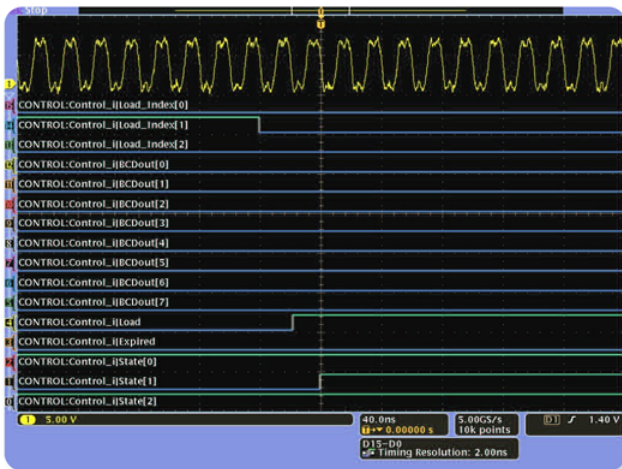 Stop
CONTROL:Control_i|Load_Index[0]
CONTROL:Control_i|Load_Index[1]
CONTROL:Control_i|Load_Index[2]
CONTROL:Control_i|BCDout[0]
CONTROL:Control_i|BCDout[1]
CONTROL:Control_i|BCDout[2]
CONTROL:Control_i|BCDout[3]
CONTROL:Control_i|BCDout[4]
CONTROL:Control_i|BCDout[5]
CONTROL:Control_i|BCDout[6]
CONTROL:Control_i|BCDout[7]
CONTROL:Control_i|Load
CONTROL:Control_i|Expired
CONTROL:Control_i|State[0]
CONTROL:Control_i|State[1]
CONTROL:Control_i|State[2]
1 5.00 V
40.0ns 5.00GS/s D1 1.40 V
0.00000 s 10k points
D15-D0
Timing Resolution: 2.00ns